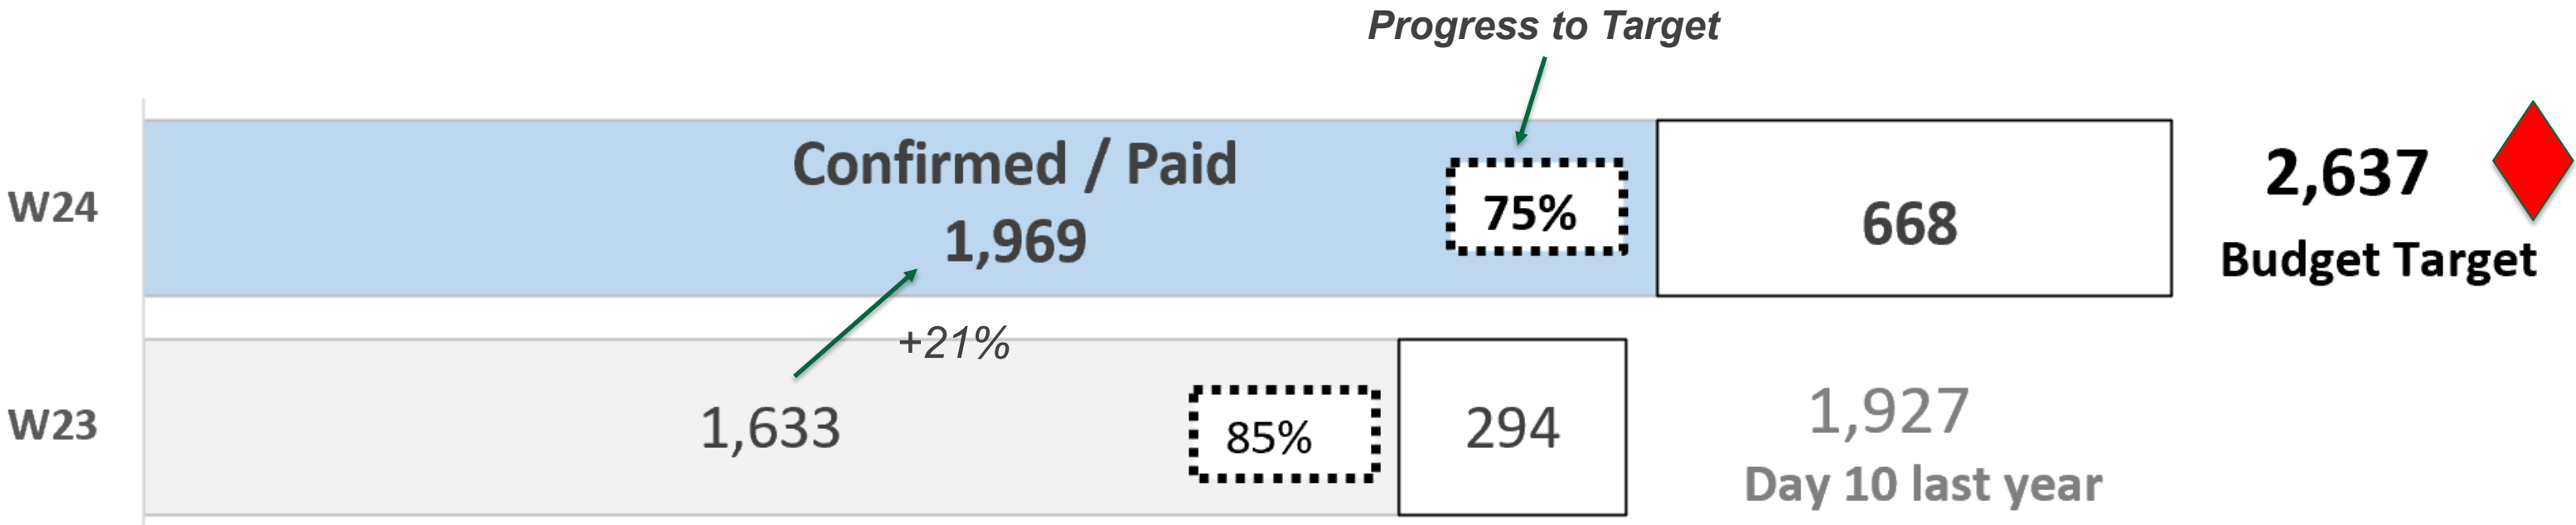 Progress to Target
W24
Confirmed / Paid
1,969
75%
668
2,637
Budget Target
+21%
W23
1,633
85%
294
1,927
Day 10 last year